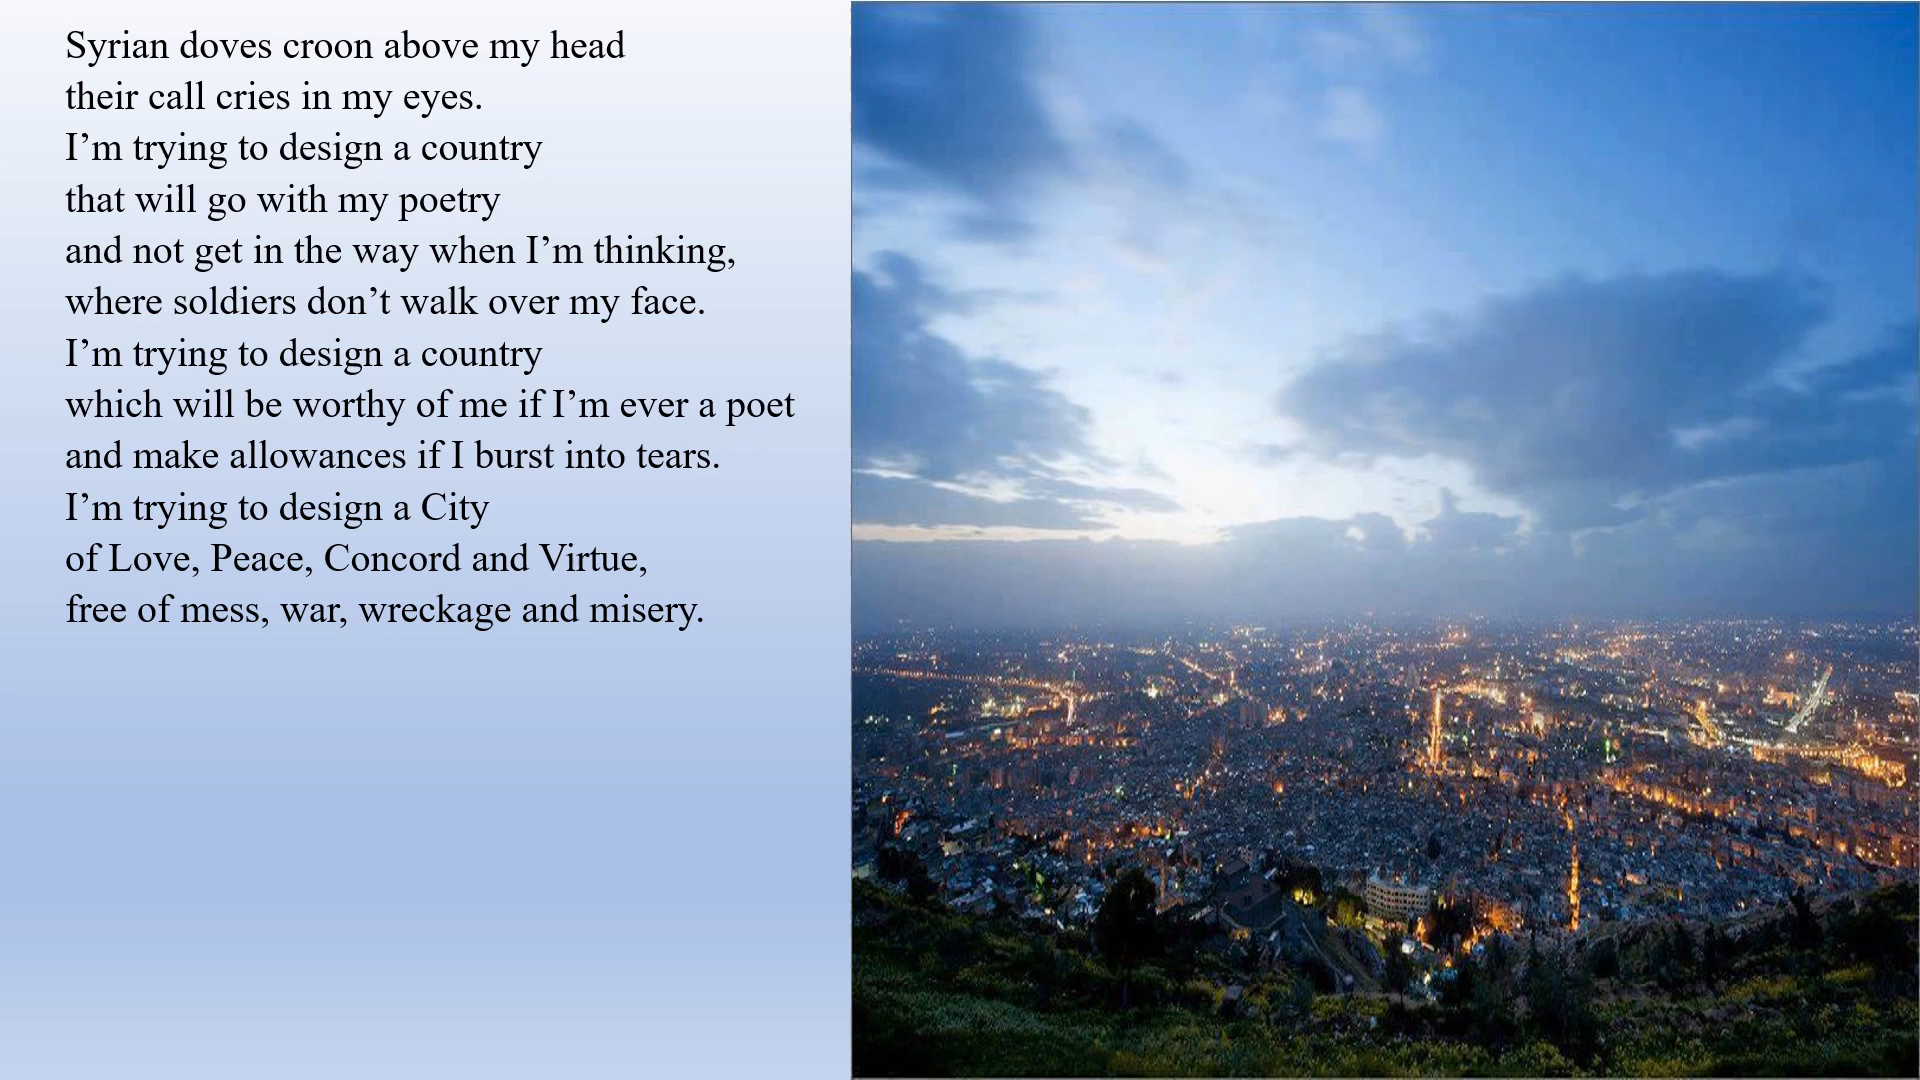 Syrian doves croon above my head
their call cries in my eyes.
I’m trying to design a country
that will go with my poetry
and not get in the way when I’m thinking,
where soldiers don’t walk over my face.
I’m trying to design a country
which will be worthy of me if I’m ever a poet
and make allowances if I burst into tears.
I’m trying to design a City
of Love, Peace, Concord and Virtue,
free of mess, war, wreckage and misery.